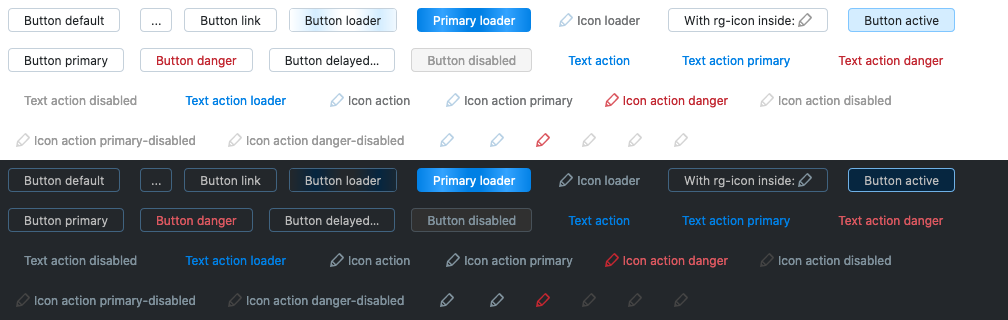 Button default ... Button link Button loader Primary loader Icon loader With rg-icon inside: Button active
Button primary Button danger Button delayed... Button disabled Text action Text action primary Text action danger
Text action disabled Text action loader Icon action Icon action primary Icon action danger Icon action disabled
Icon action primary-disabled Icon action danger-disabled
Button default ... Button link Button loader Primary loader Icon loader With rg-icon inside: Button active
Button primary Button danger Button delayed... Button disabled Text action Text action primary Text action danger
Text action disabled Text action loader Icon action Icon action primary Icon action danger Icon action disabled
Icon action primary-disabled Icon action danger-disabled